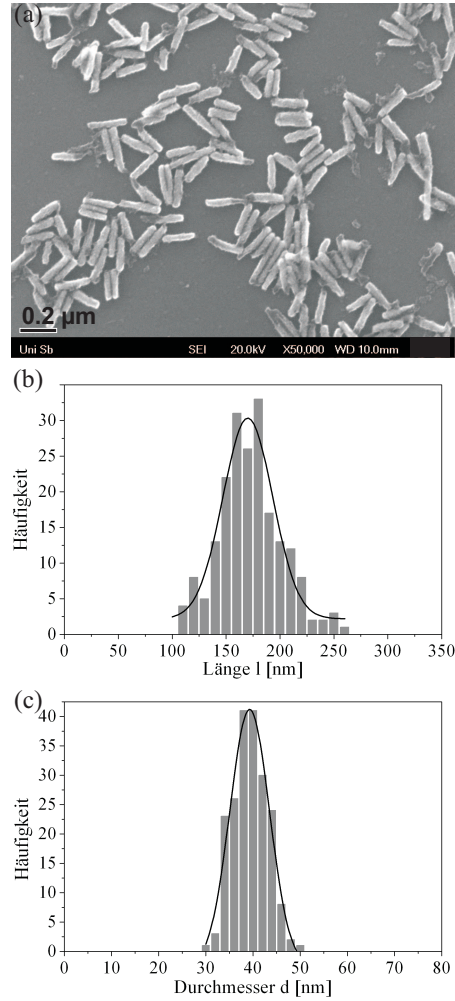 (a)
0.2 µm
Uni Sb SEI 20.0kV X50,000 WD 10.0mm
(b)
Häufigkeit
30
25
20
15
10
5
0
0 50 100 150 200 250 300 350
Länge l [nm]
(c)
Häufigkeit
40
35
30
25
20
15
10
5
0
0 10 20 30 40 50 60 70 80
Durchmesser d [nm]